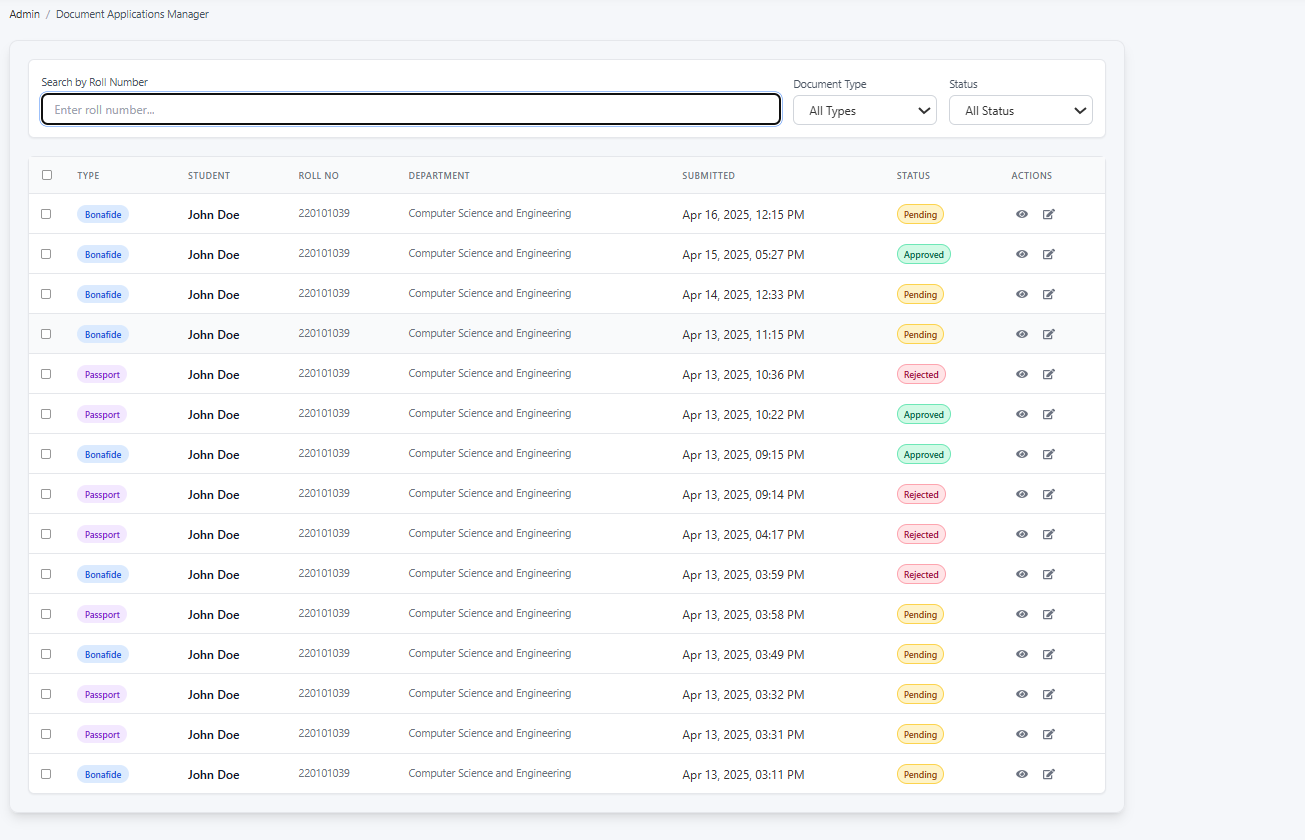 Admin / Document Applications Manager
Search by Roll Number
Document Type
Status
Enter roll number...
All Types
All Status
TYPE STUDENT ROLL NO DEPARTMENT SUBMITTED STATUS ACTIONS
Bonafide John Doe 220101039 Computer Science and Engineering Apr 16, 2025, 12:15 PM Pending
Bonafide John Doe 220101039 Computer Science and Engineering Apr 15, 2025, 05:27 PM Approved
Bonafide John Doe 220101039 Computer Science and Engineering Apr 14, 2025, 12:33 PM Pending
Bonafide John Doe 220101039 Computer Science and Engineering Apr 13, 2025, 11:15 PM Pending
Passport John Doe 220101039 Computer Science and Engineering Apr 13, 2025, 10:36 PM Rejected
Passport John Doe 220101039 Computer Science and Engineering Apr 13, 2025, 10:22 PM Approved
Bonafide John Doe 220101039 Computer Science and Engineering Apr 13, 2025, 09:15 PM Approved
Passport John Doe 220101039 Computer Science and Engineering Apr 13, 2025, 09:14 PM Rejected
Passport John Doe 220101039 Computer Science and Engineering Apr 13, 2025, 04:17 PM Rejected
Bonafide John Doe 220101039 Computer Science and Engineering Apr 13, 2025, 03:59 PM Rejected
Passport John Doe 220101039 Computer Science and Engineering Apr 13, 2025, 03:58 PM Pending
Bonafide John Doe 220101039 Computer Science and Engineering Apr 13, 2025, 03:49 PM Pending
Passport John Doe 220101039 Computer Science and Engineering Apr 13, 2025, 03:32 PM Pending
Passport John Doe 220101039 Computer Science and Engineering Apr 13, 2025, 03:31 PM Pending
Bonafide John Doe 220101039 Computer Science and Engineering Apr 13, 2025, 03:11 PM Pending